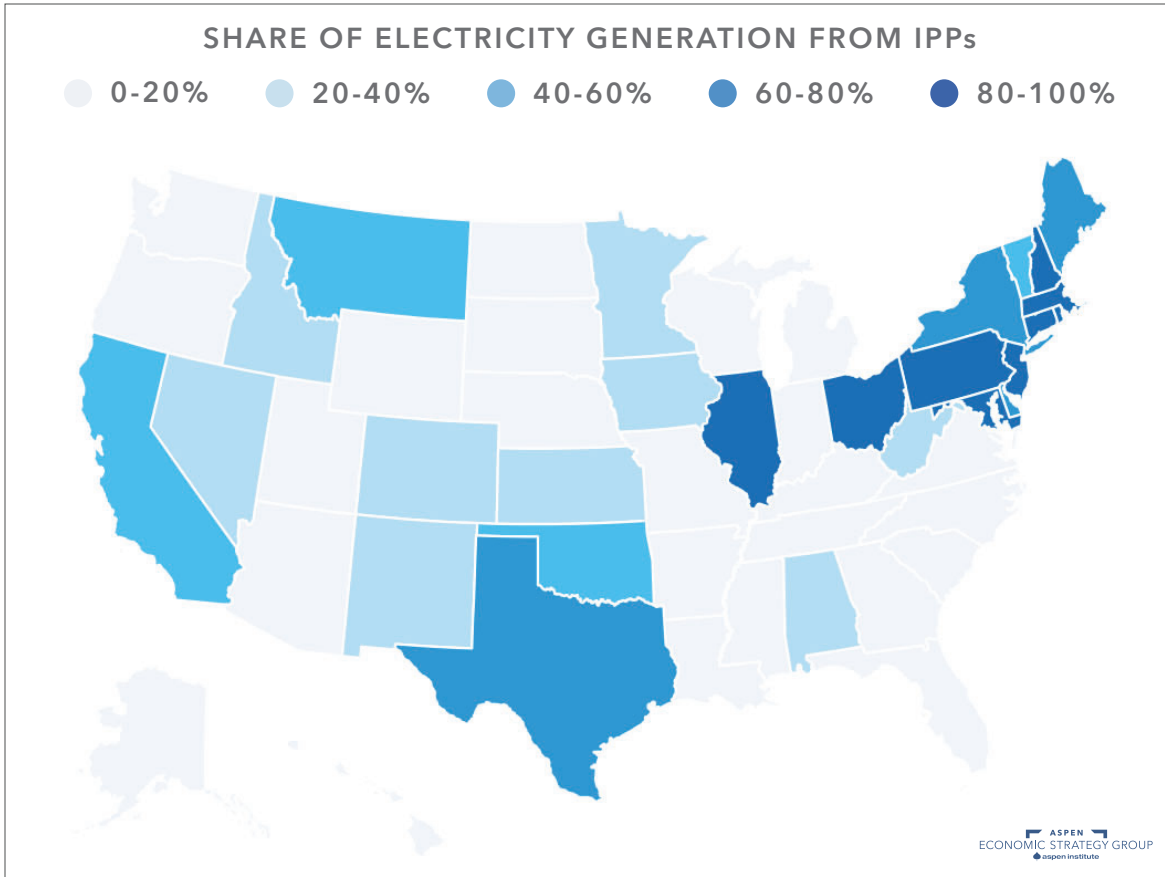 SHARE OF ELECTRICITY GENERATION FROM IPPs
0-20% 20-40% 40-60% 60-80% 80-100%
ASPEN
ECONOMIC STRATEGY GROUP
aspen institute